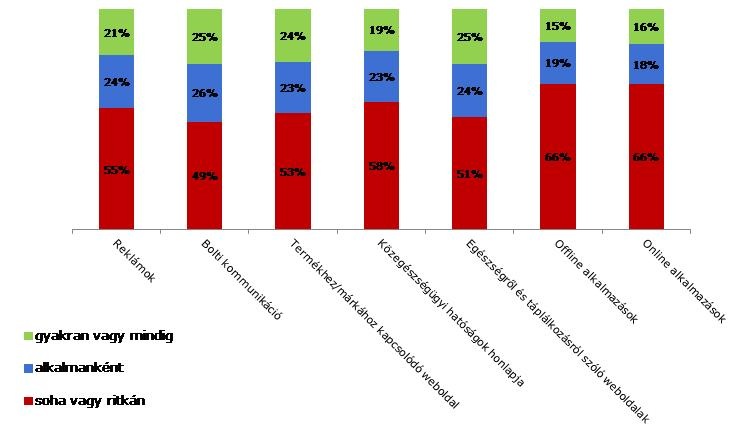 21% 25% 24% 19% 25% 15% 16%
24% 26% 23% 23% 24% 19% 18%
55% 49% 53% 58% 51% 66% 66%
Reklámok
Bolti kommunikáció
Termékhez/márkához kapcsolódó weboldal
Közegészségügyi hatóságok honlapja
Egészségről és táplálkozásról szóló weboldalak
Offline alkalmazások
Online alkalmazások
gyakran vagy mindig
alkalmanként
soha vagy ritkán